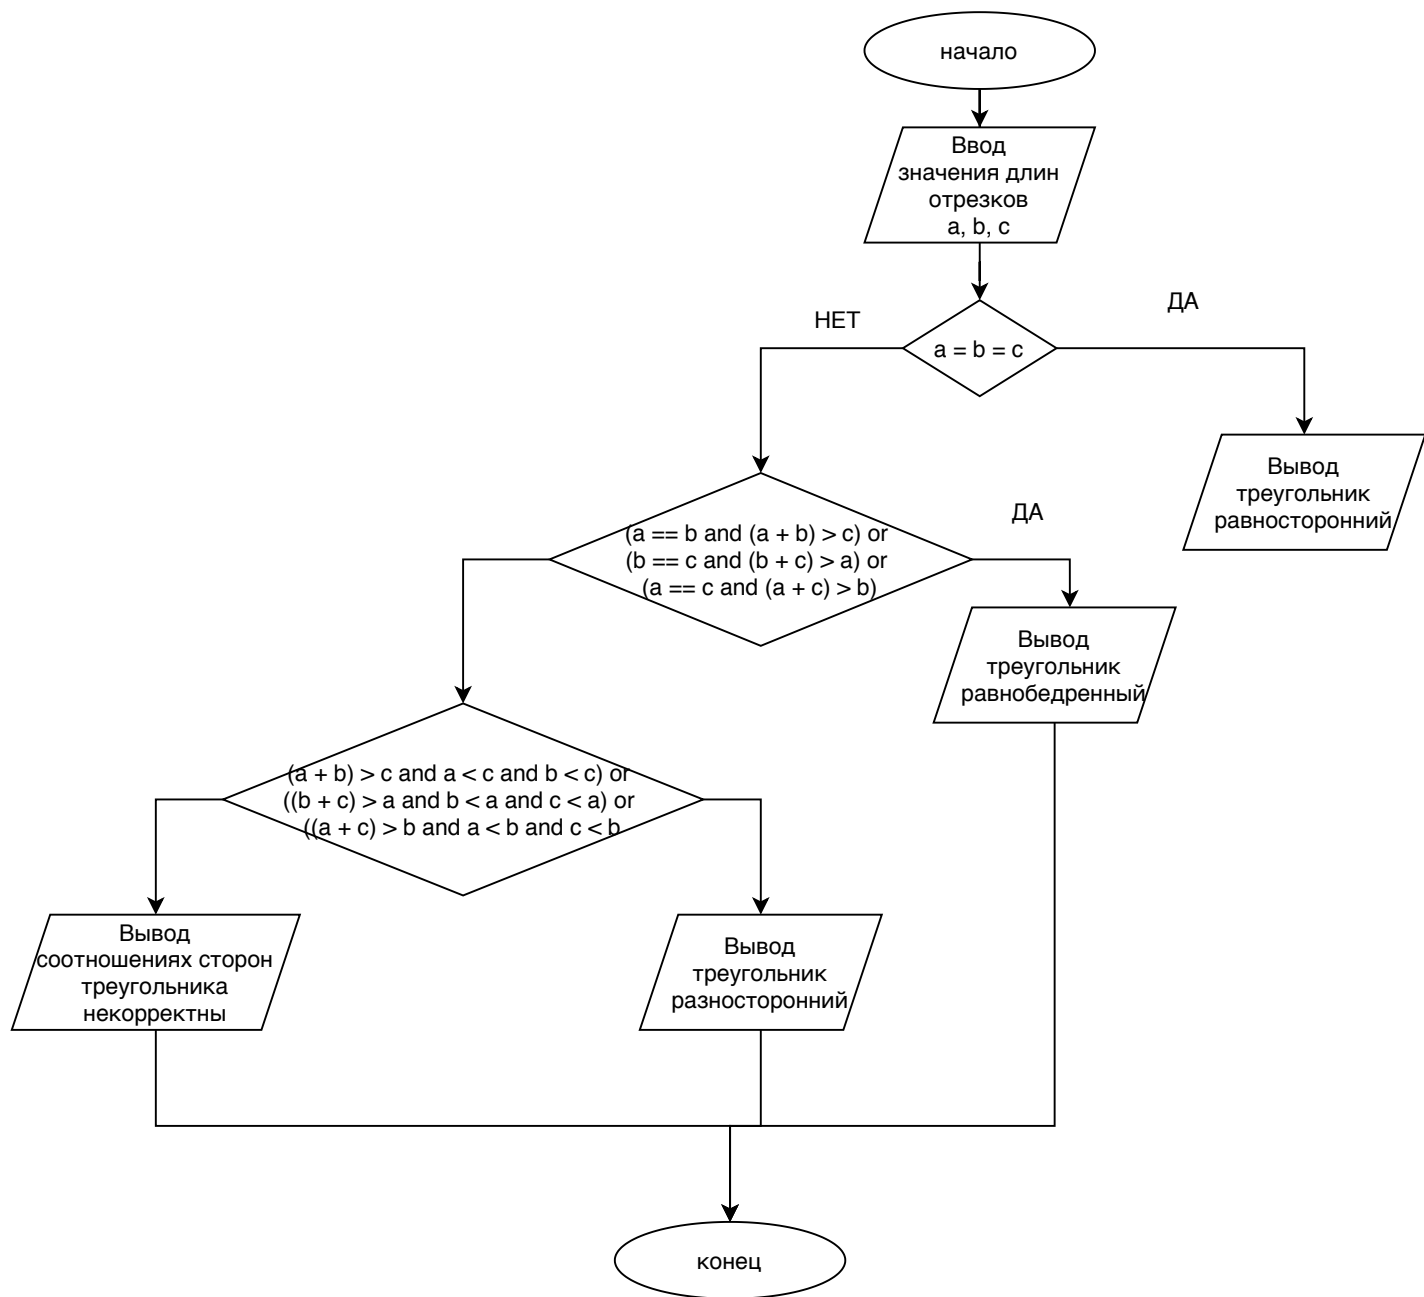 начало
Ввод
значения длин
отрезков
a, b, c
НЕТ
ДА
a = b = c
Вывод
треугольник
равносторонний
ДА
(a == b and (a + b) > c) or
(b == c and (b + c) > a) or
(a == c and (a + c) > b)
Вывод
треугольник
равнобедренный
(a + b) > c and a < c and b < c) or
((b + c) > a and b < a and c < a) or
((a + c) > b and a < b and c < b
Вывод
соотношениях сторон
треугольника
некорректны
Вывод
треугольник
разносторонний
конец